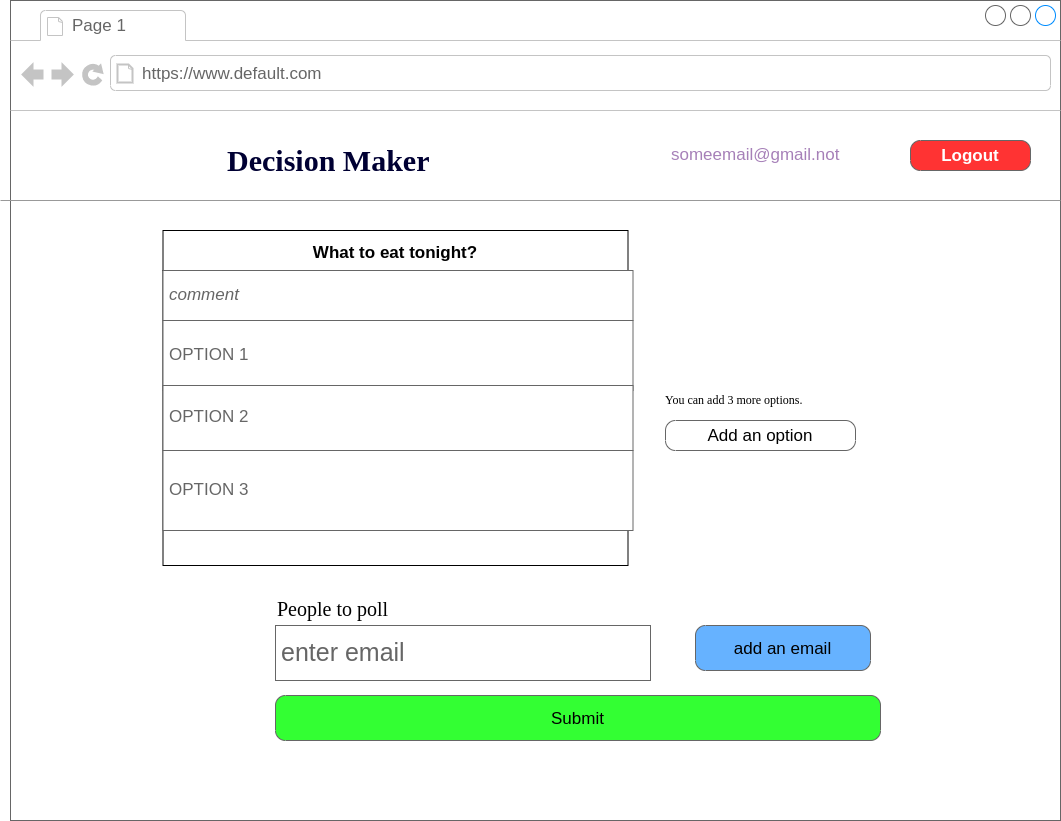 Page 1
https://www.default.com
Decision Maker
someemail@gmail.not
Logout
What to eat tonight?
comment
OPTION 1
OPTION 2
OPTION 3
You can add 3 more options.
Add an option
People to poll
enter email
add an email
Submit